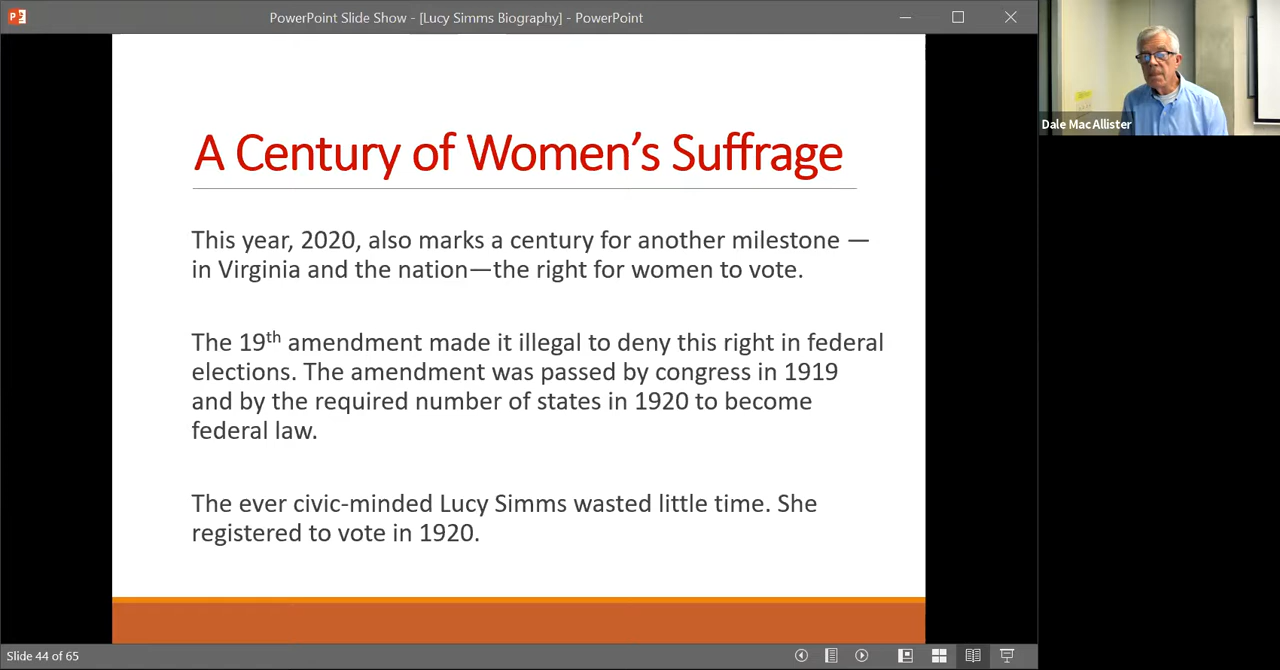 PowerPoint Slide Show - [Lucy Simms Biography] - PowerPoint
Dale MacAllister
A Century of Women's Suffrage
This year, 2020, also marks a century for another milestone —
in Virginia and the nation—the right for women to vote.
The 19th amendment made it illegal to deny this right in federal
elections. The amendment was passed by congress in 1919
and by the required number of states in 1920 to become
federal law.
The ever civic-minded Lucy Simms wasted little time. She
registered to vote in 1920.
Slide 44 of 65